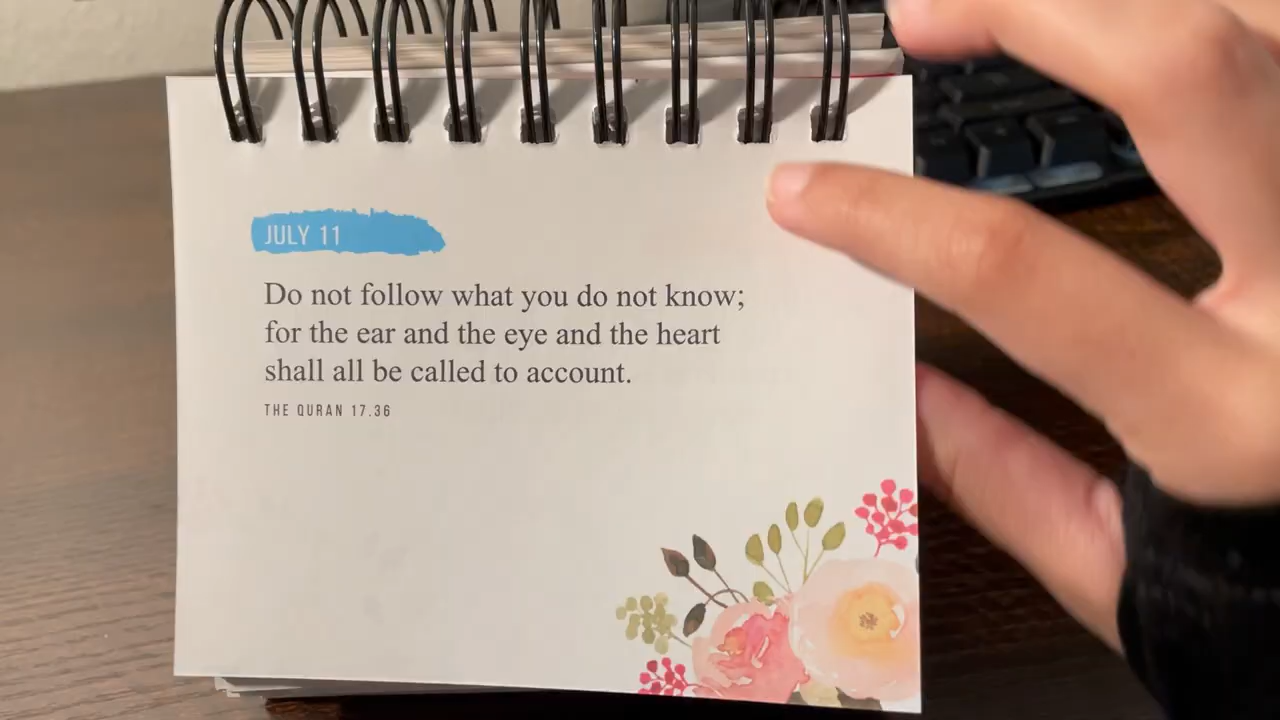 JULY 11
Do not follow what you do not know;
for the ear and the eye and the heart
shall all be called to account.
THE QURAN 17.36